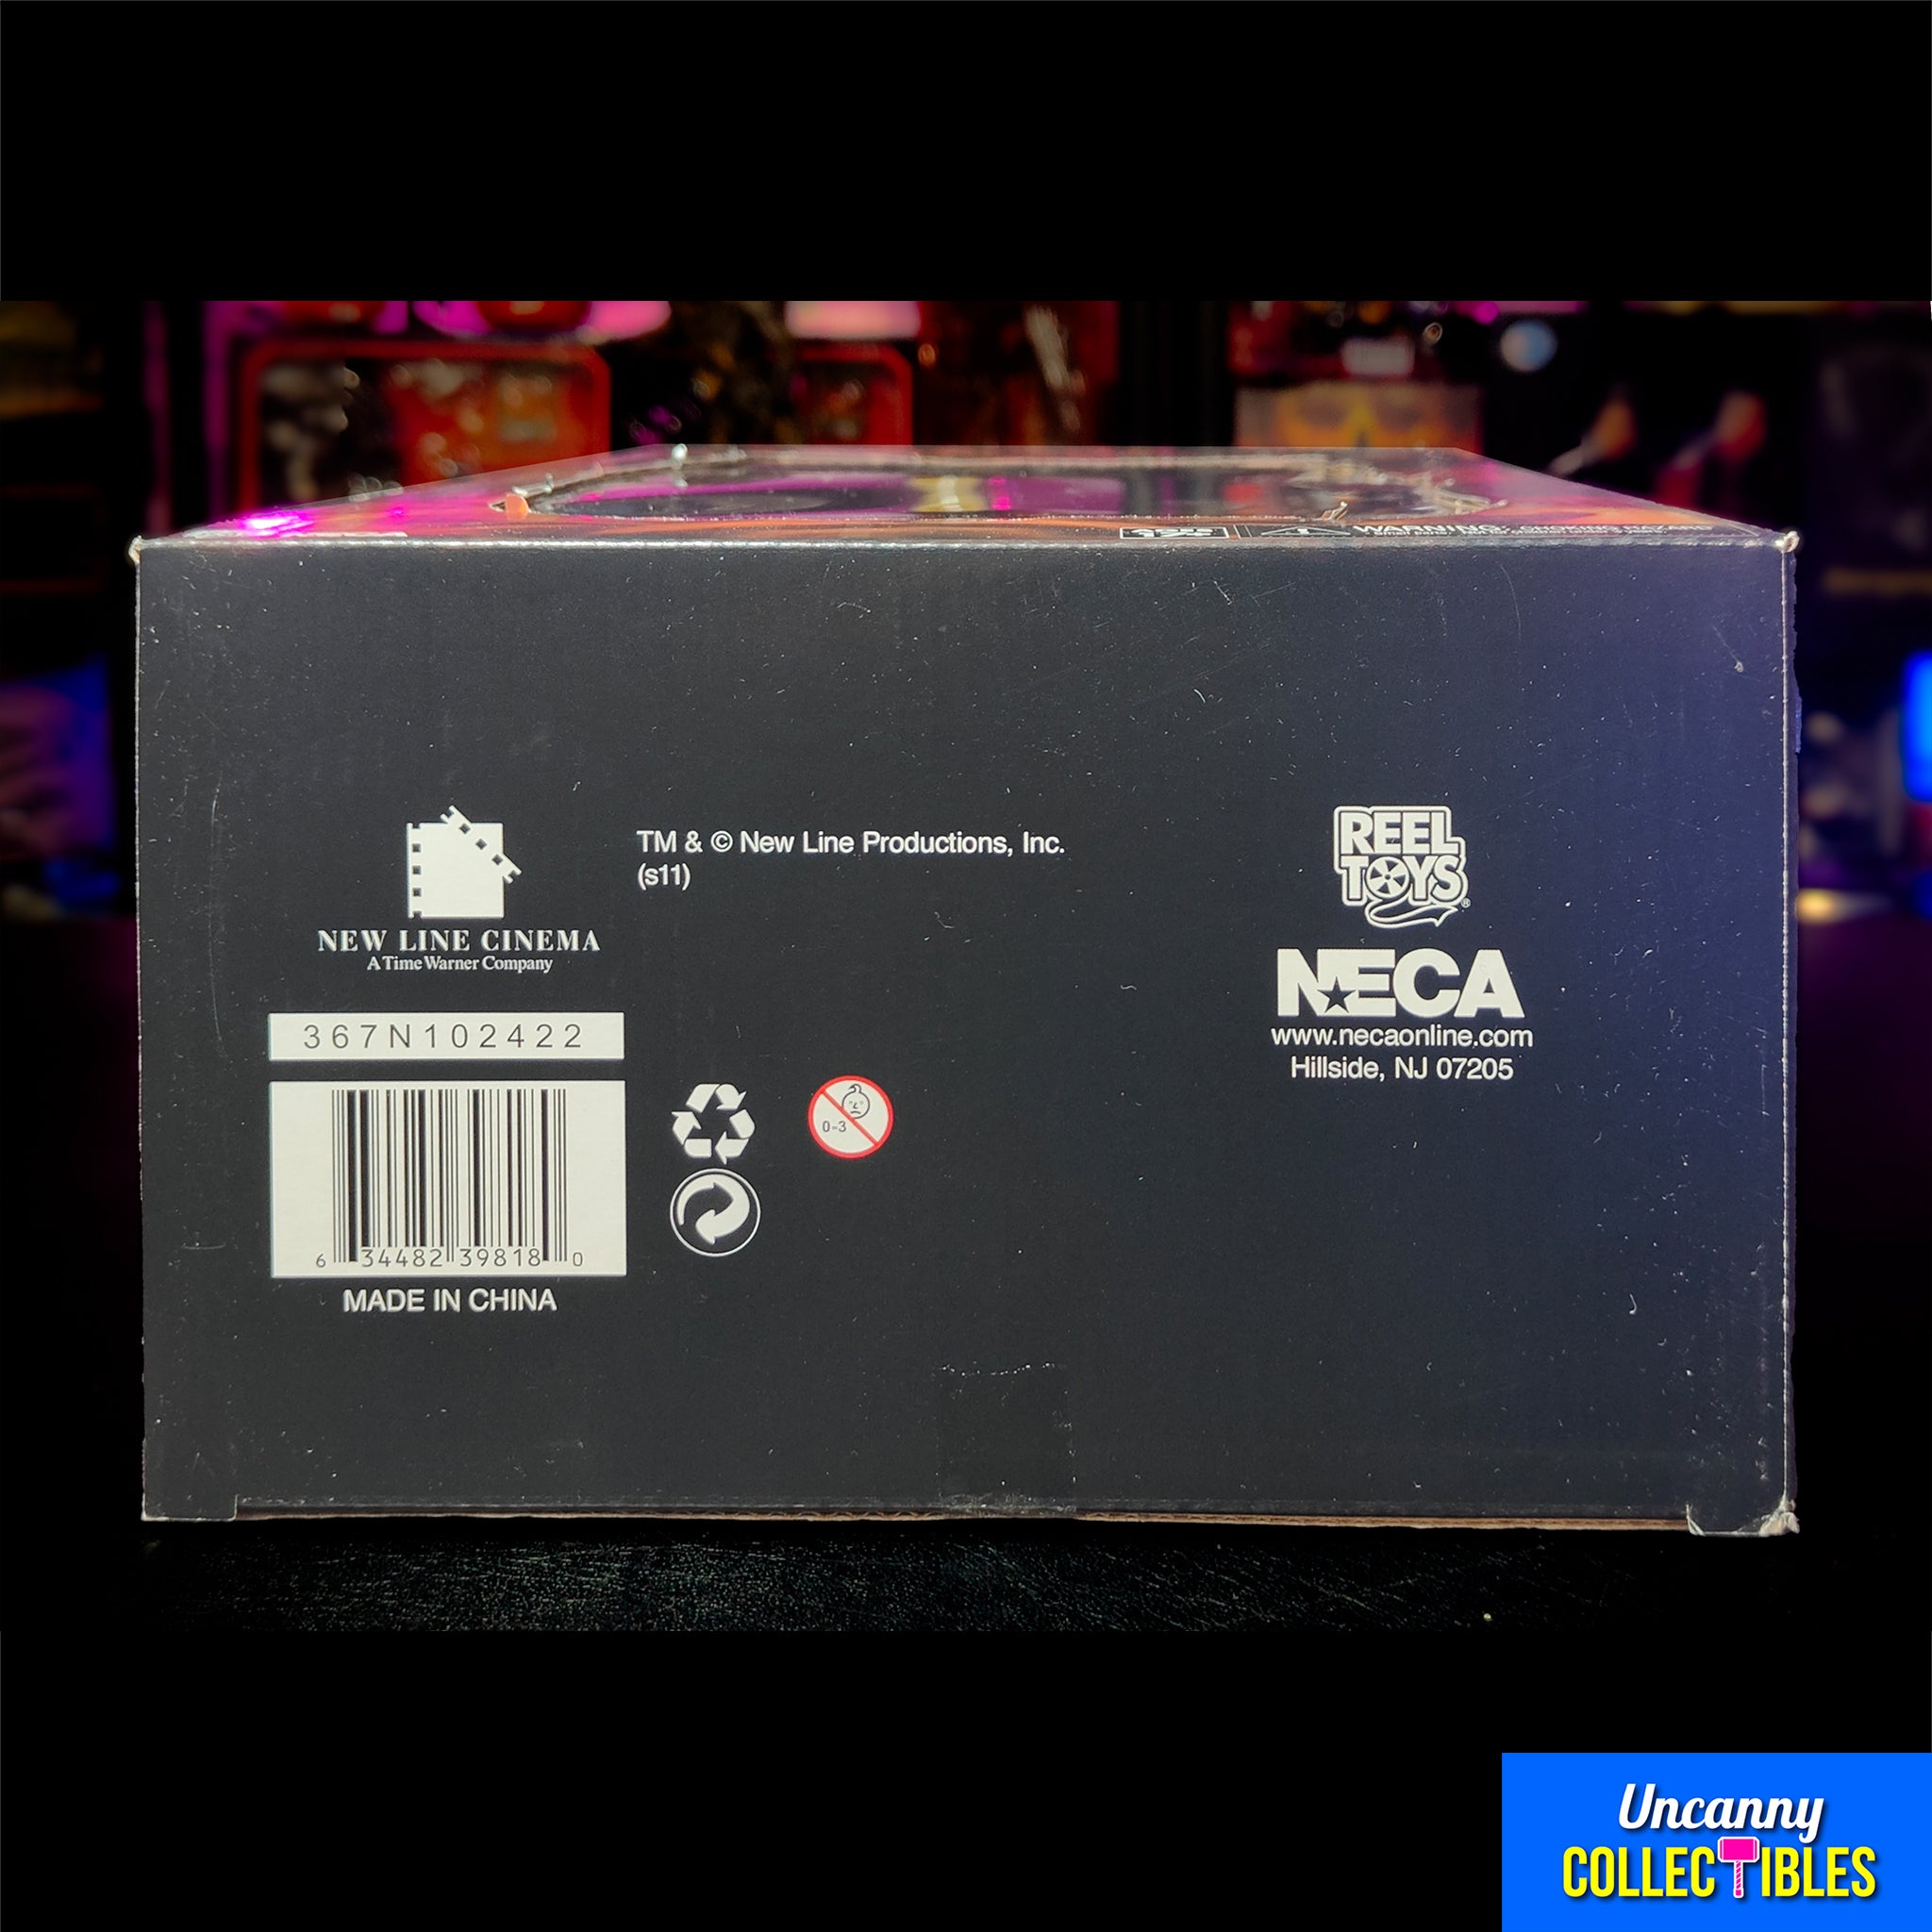 WARNING:
TM & © New Line Productions, Inc.
(s11)
NEW LINE CINEMA
A Time Warner Company
REEL
TOYS®
NECA
www.necaonline.com
Hillside, NJ 07205
367N102422
0-3
6 34482 39818 0
MADE IN CHINA
Uncanny
COLLECTIBLES